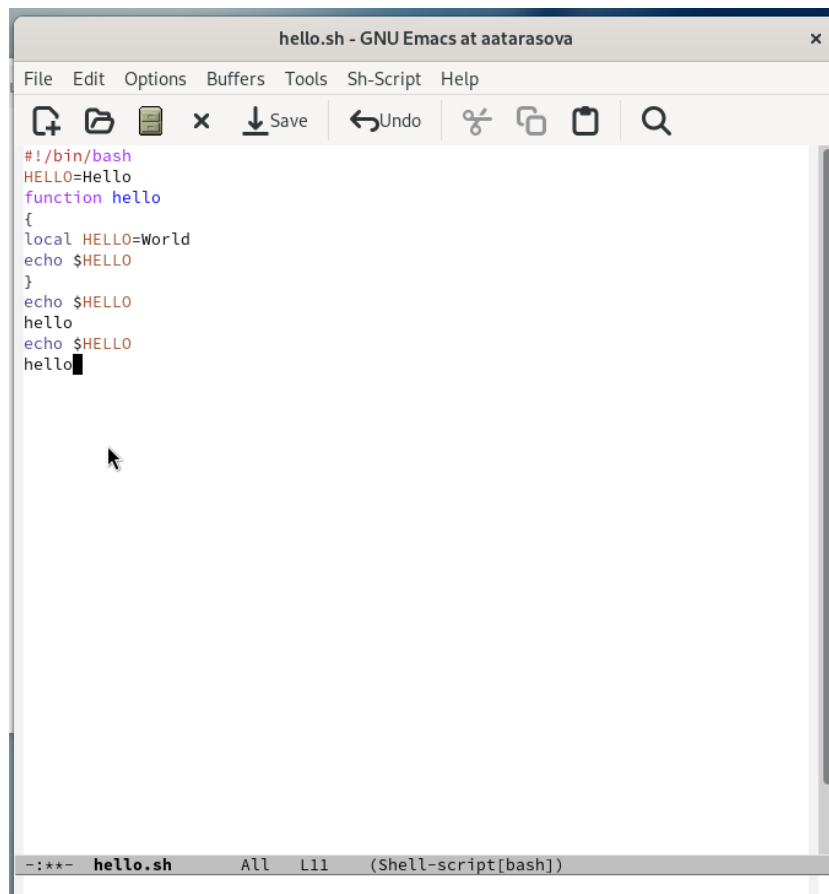 hello.sh - GNU Emacs at aatarasova ×
File Edit Options Buffers Tools Sh-Script Help
Save Undo
#!/bin/bash
HELLO=Hello
function hello
{
local HELLO=World
echo $HELLO
}
echo $HELLO
hello
echo $HELLO
hello
-:**- hello.sh All L11 (Shell-script[bash])